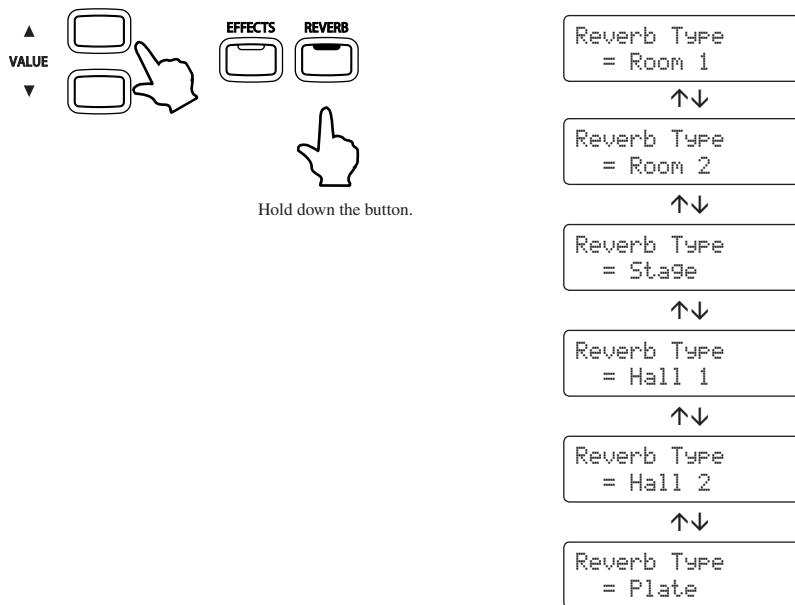 ▲
VALUE
▼
EFFECTS REVERB
Hold down the button.
Reverb Type
= Room 1
↑↓
Reverb Type
= Room 2
↑↓
Reverb Type
= Stage
↑↓
Reverb Type
= Hall 1
↑↓
Reverb Type
= Hall 2
↑↓
Reverb Type
= Plate